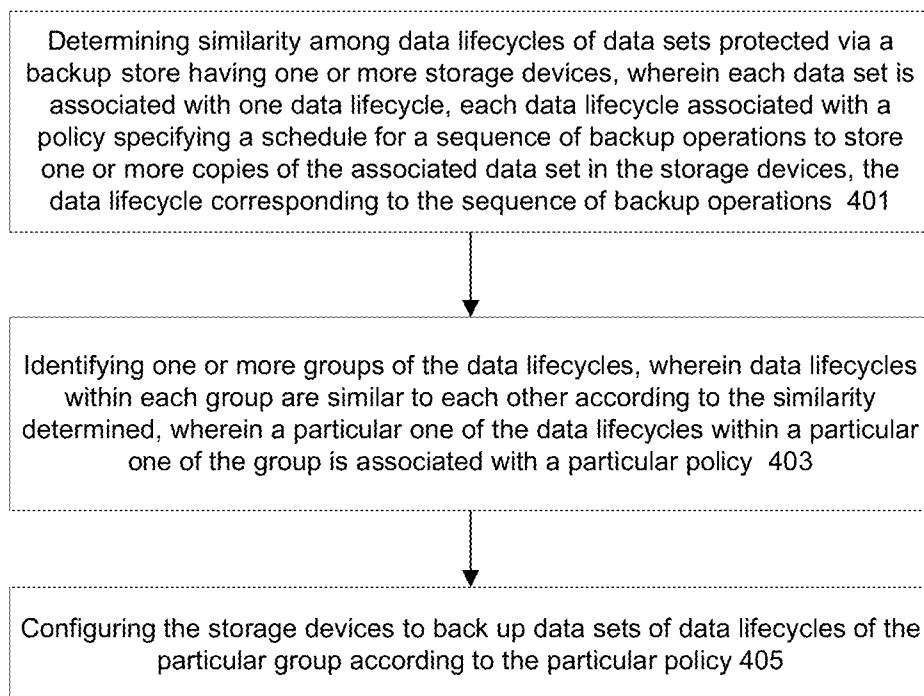 Determining similarity among data lifecycles of data sets protected via a
backup store having one or more storage devices, wherein each data set is
associated with one data lifecycle, each data lifecycle associated with a
policy specifying a schedule for a sequence of backup operations to store
one or more copies of the associated data set in the storage devices, the
data lifecycle corresponding to the sequence of backup operations 401
Identifying one or more groups of the data lifecycles, wherein data lifecycles
within each group are similar to each other according to the similarity
determined, wherein a particular one of the data lifecycles within a particular
one of the group is associated with a particular policy 403
Configuring the storage devices to back up data sets of data lifecycles of the
particular group according to the particular policy 405